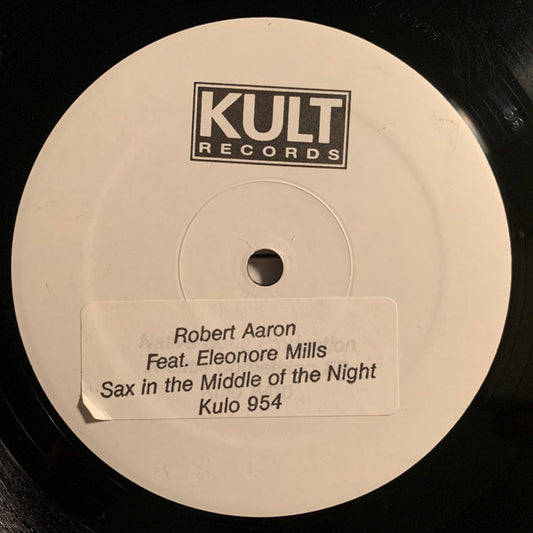 KULT
RECORDS
Robert Aaron
Feat. Eleonore Mills
Sax in the Middle of the Night
Kulo 954